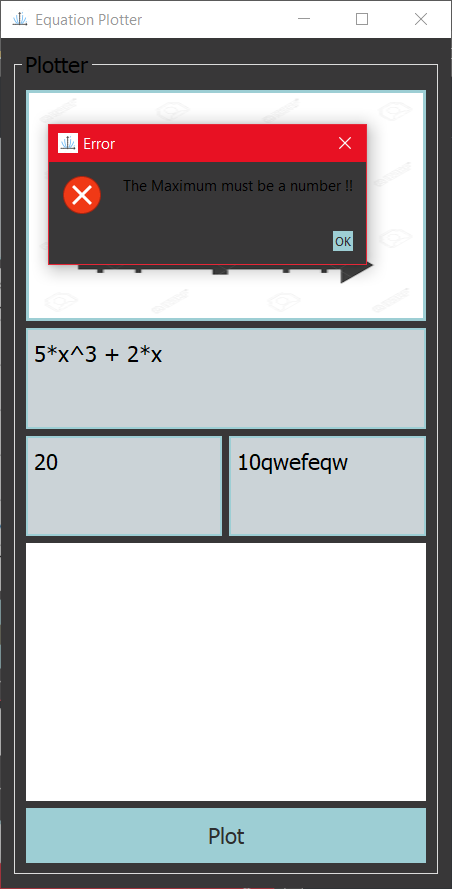 Equation Plotter
Plotter
Error
The Maximum must be a number !!
OK
5*x^3 + 2*x
20
10qwefeqw
Plot